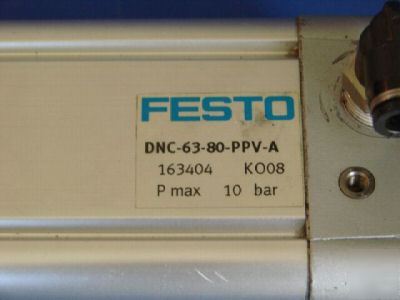 FESTO
DNC-63-80-PPV-A
163404 KO08
P max 10 bar